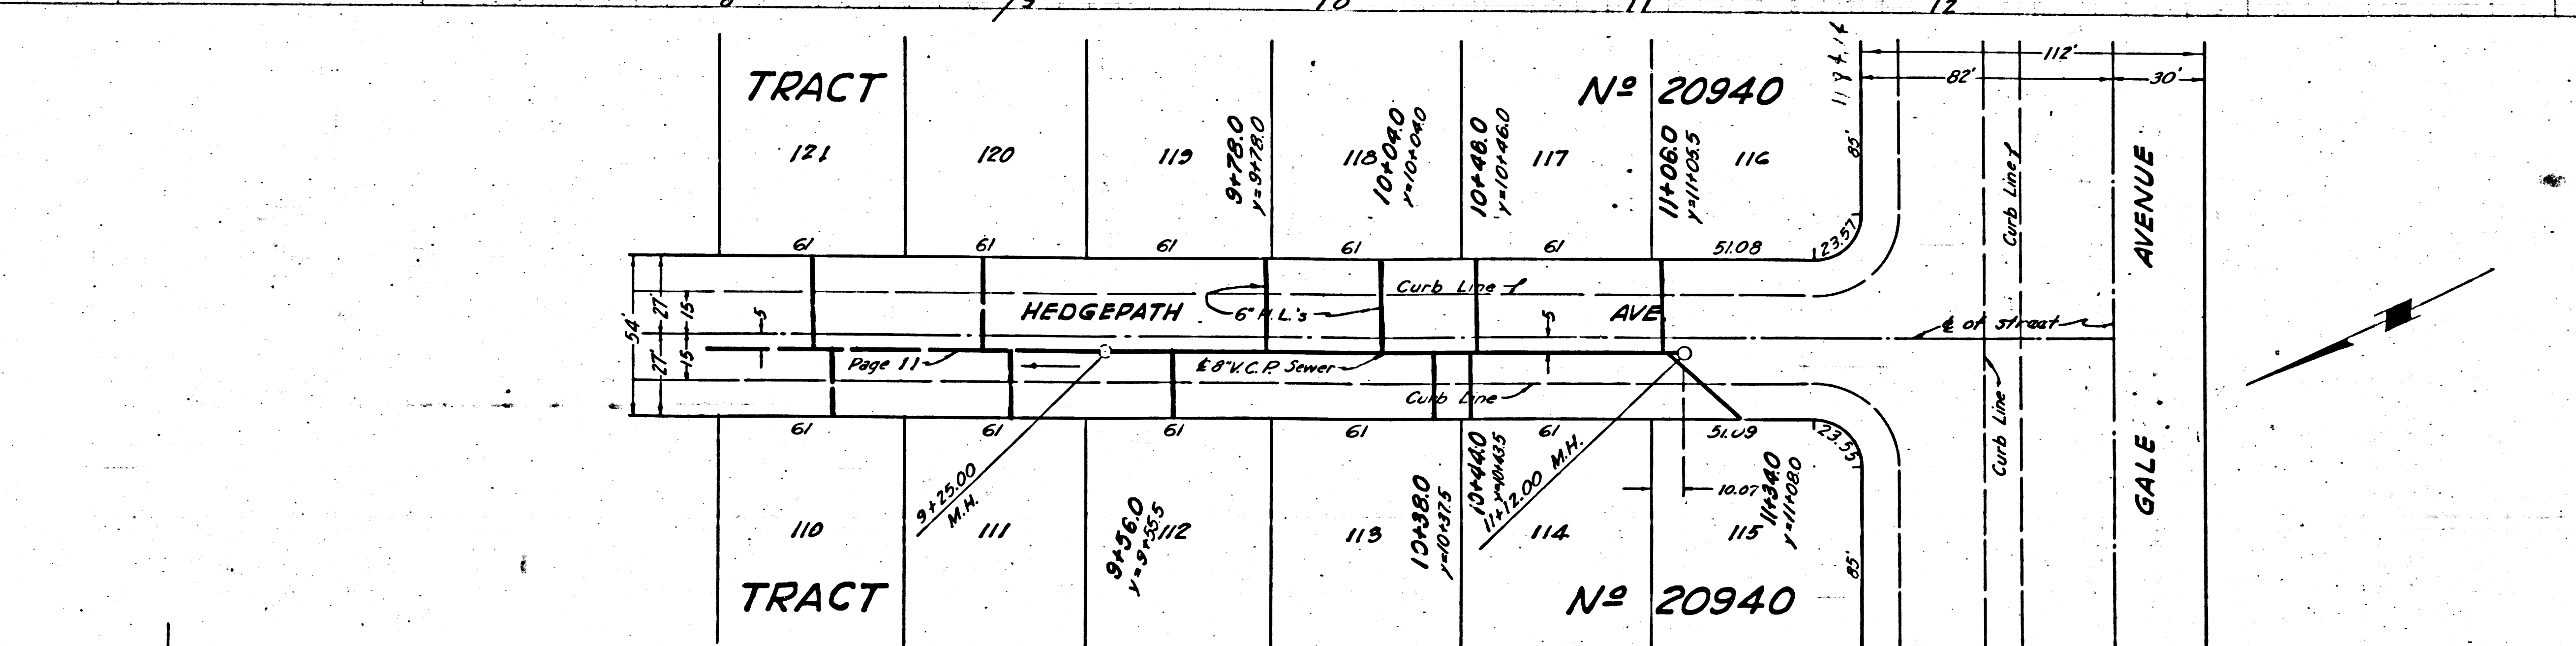 8 9 10 11 12
TRACT Nº 20940
121 120 119 118 117 116
9+78.0
y=9+78.0
10+04.0
y=10+04.0
10+46.0
y=10+46.0
11+06.0
y=11+05.5
85'
112'
82' 30'
61 61 61 61 61 51.08 23.57
Curb Line
HEDGEPATH AVE.
6" H.L.'s
54' 27' 27' 15 15 5 5
℄ of street
Page 11
℄ 8" V.C.P. Sewer
Curb Line
Curb Line
Curb Line
GALE AVENUE
61 61 61 61 61 51.09 23.55
9+25.00
M.H.
9+56.0
y=9+55.5
10+38.0
y=10+37.5
10+44.0
y=10+43.5
11+12.00 M.H.
10.07
11+34.0
y=11+08.0
85'
110 111 112 113 114 115
TRACT Nº 20940